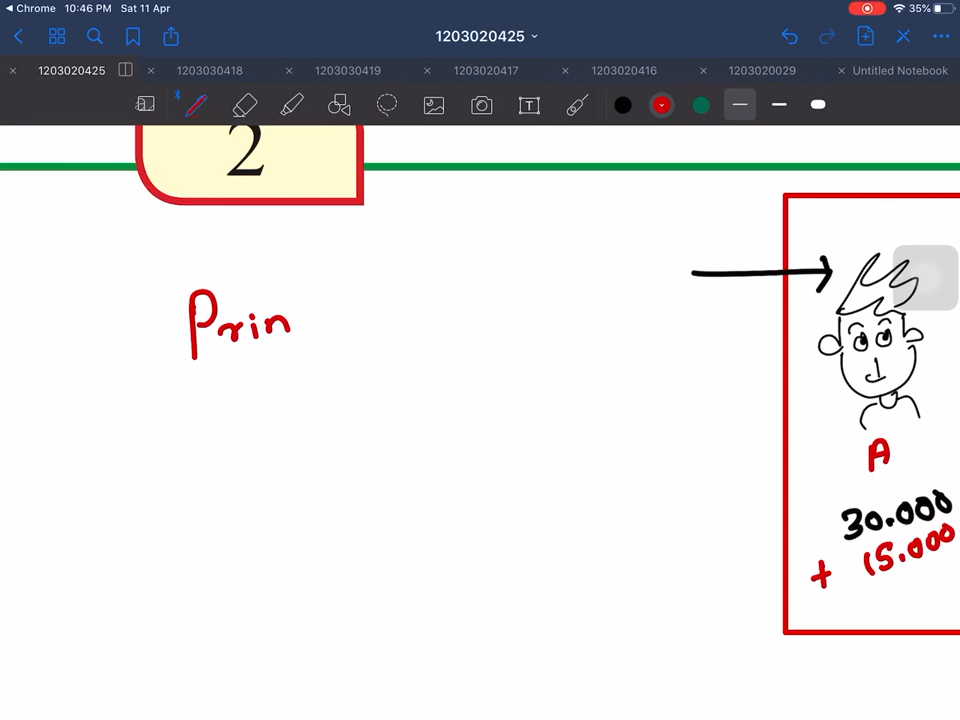 Chrome 10:46 PM Sat 11 Apr 35%
1203020425
1203020425 1203030418 1203030419 1203020417 1203020416 1203020029 Untitled Notebook
T
2
Prin
A
30.000
+ 15.000